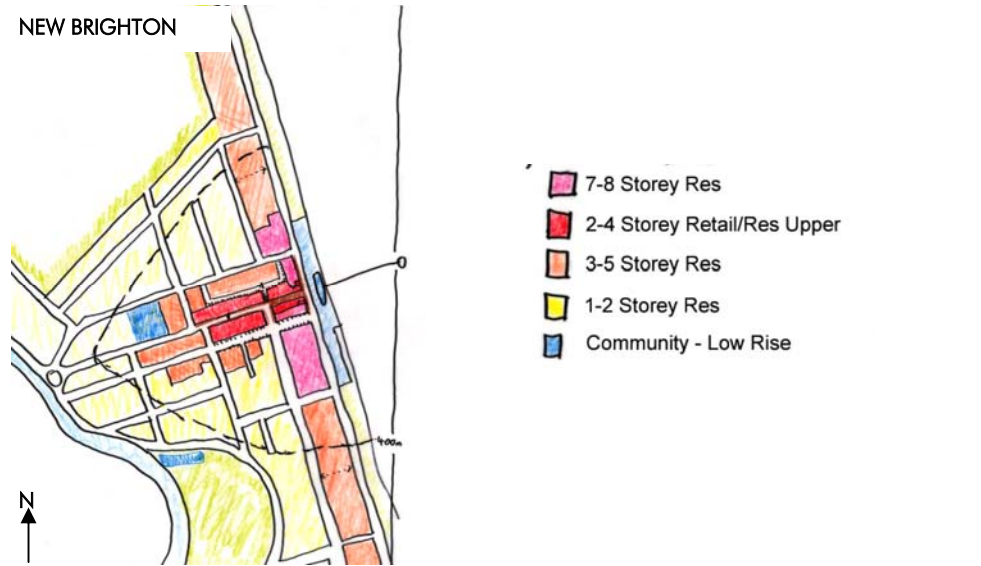 NEW BRIGHTON
7-8 Storey Res
2-4 Storey Retail/Res Upper
3-5 Storey Res
1-2 Storey Res
Community - Low Rise
400m
N